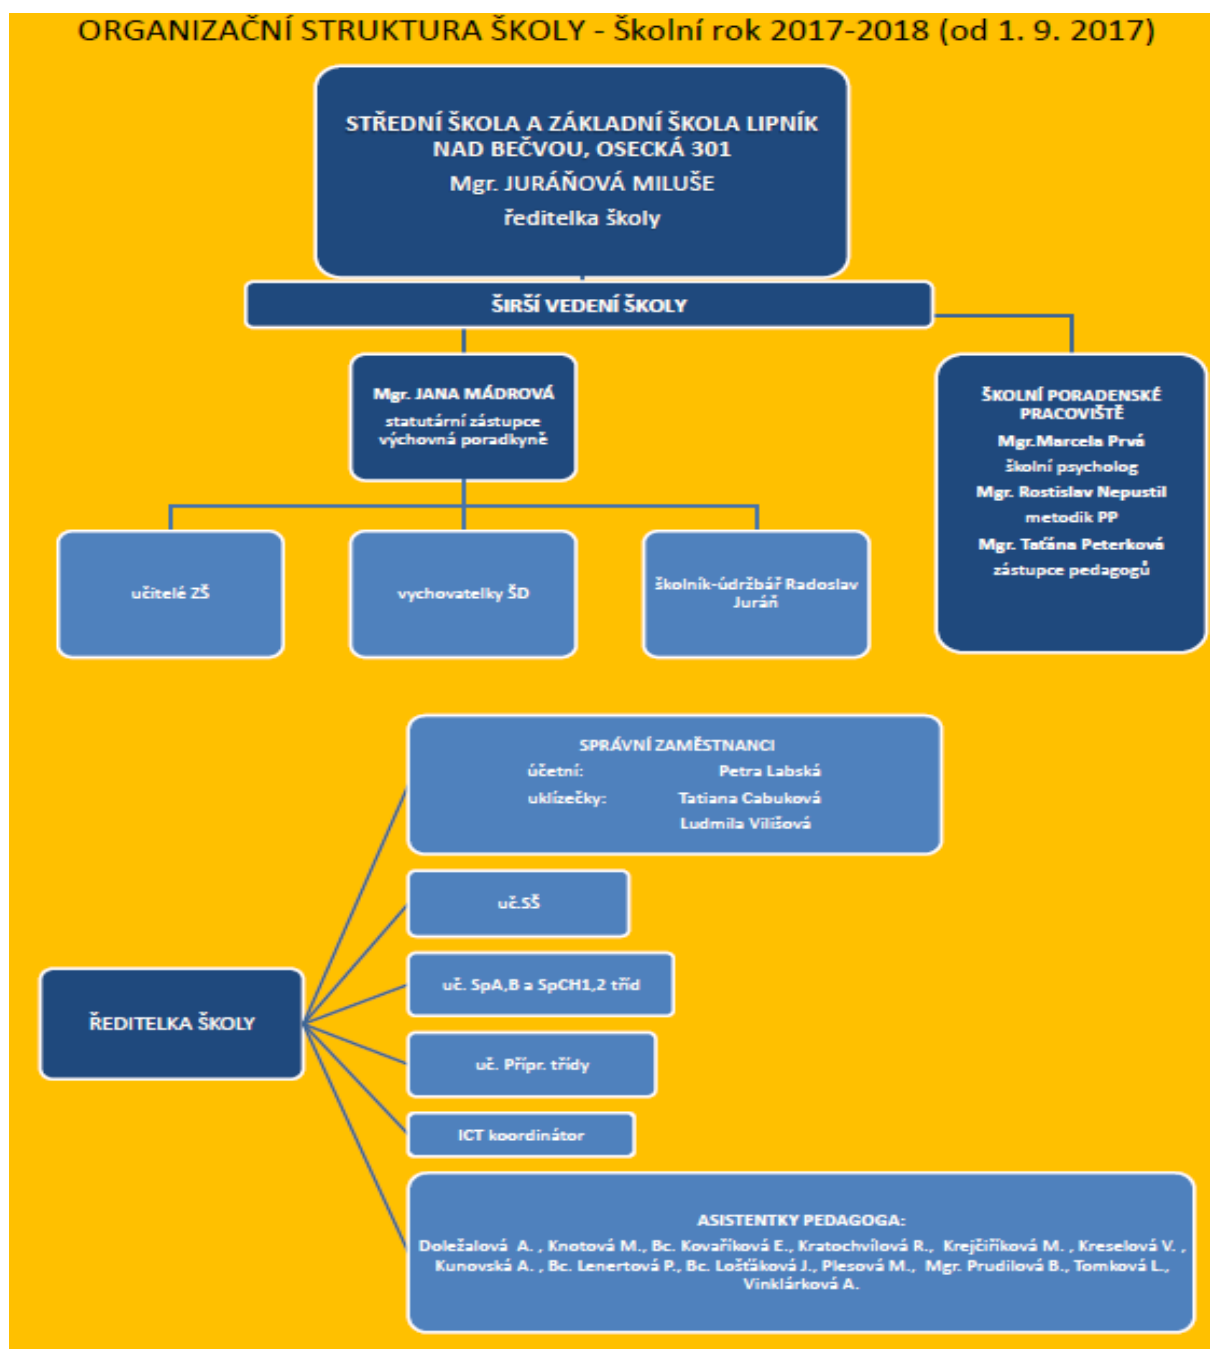 ORGANIZAČNÍ STRUKTURA ŠKOLY - Školní rok 2017-2018 (od 1. 9. 2017)
STŘEDNÍ ŠKOLA A ZÁKLADNÍ ŠKOLA LIPNÍK
NAD BEČVOU, OSECKÁ 301
Mgr. JURÁŇOVÁ MILUŠE
ředitelka školy
ŠIRŠÍ VEDENÍ ŠKOLY
Mgr. JANA MÁDROVÁ
statutární zástupce
výchovná poradkyně
ŠKOLNÍ PORADENSKÉ
PRACOVIŠTĚ
Mgr.Marcela Prvá
školní psycholog
Mgr. Rostislav Nepustil
metodik PP
Mgr. Taťána Peterková
zástupce pedagogů
učitelé ZŠ
vychovatelky ŠD
školník-údržbář Radoslav
Juráň
SPRÁVNÍ ZAMĚSTNANCI
účetní: Petra Labská
uklízečky: Tatiana Cabuková
Ludmila Vilišová
uč.SŠ
uč. SpA,B a SpCH1,2 tříd
ŘEDITELKA ŠKOLY
uč. Přípr. třídy
ICT koordinátor
ASISTENTKY PEDAGOGA:
Doležalová A. , Knotová M., Bc. Kovaříková E., Kratochvílová R., Krejčiříková M. , Kreselová V. ,
Kunovská A. , Bc. Lenertová P., Bc. Lošťáková J., Plesová M., Mgr. Prudilová B., Tomková L.,
Vinklárková A.